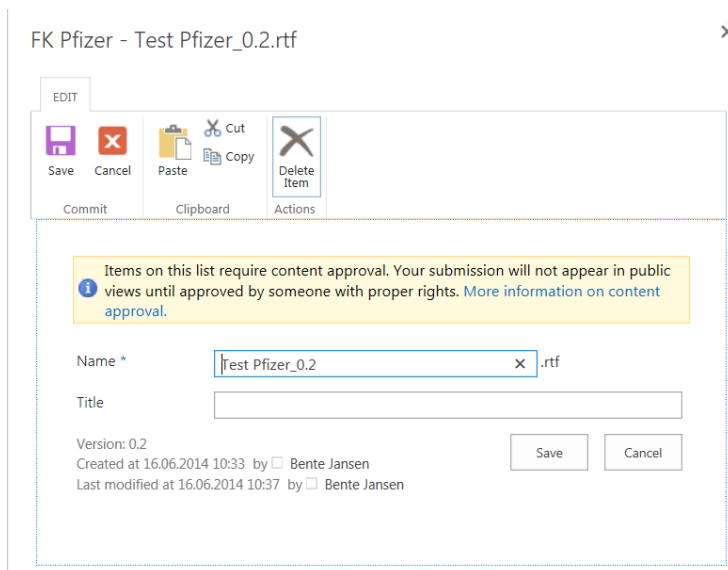 FK Pfizer - Test Pfizer_0.2.rtf
EDIT
Save
Cancel
Paste
Cut
Copy
Delete
Item
Commit
Clipboard
Actions
Items on this list require content approval. Your submission will not appear in public
views until approved by someone with proper rights. More information on content
approval.
Name *
Test Pfizer_0.2
.rtf
Title
Version: 0.2
Created at 16.06.2014 10:33 by Bente Jansen
Last modified at 16.06.2014 10:37 by Bente Jansen
Save
Cancel